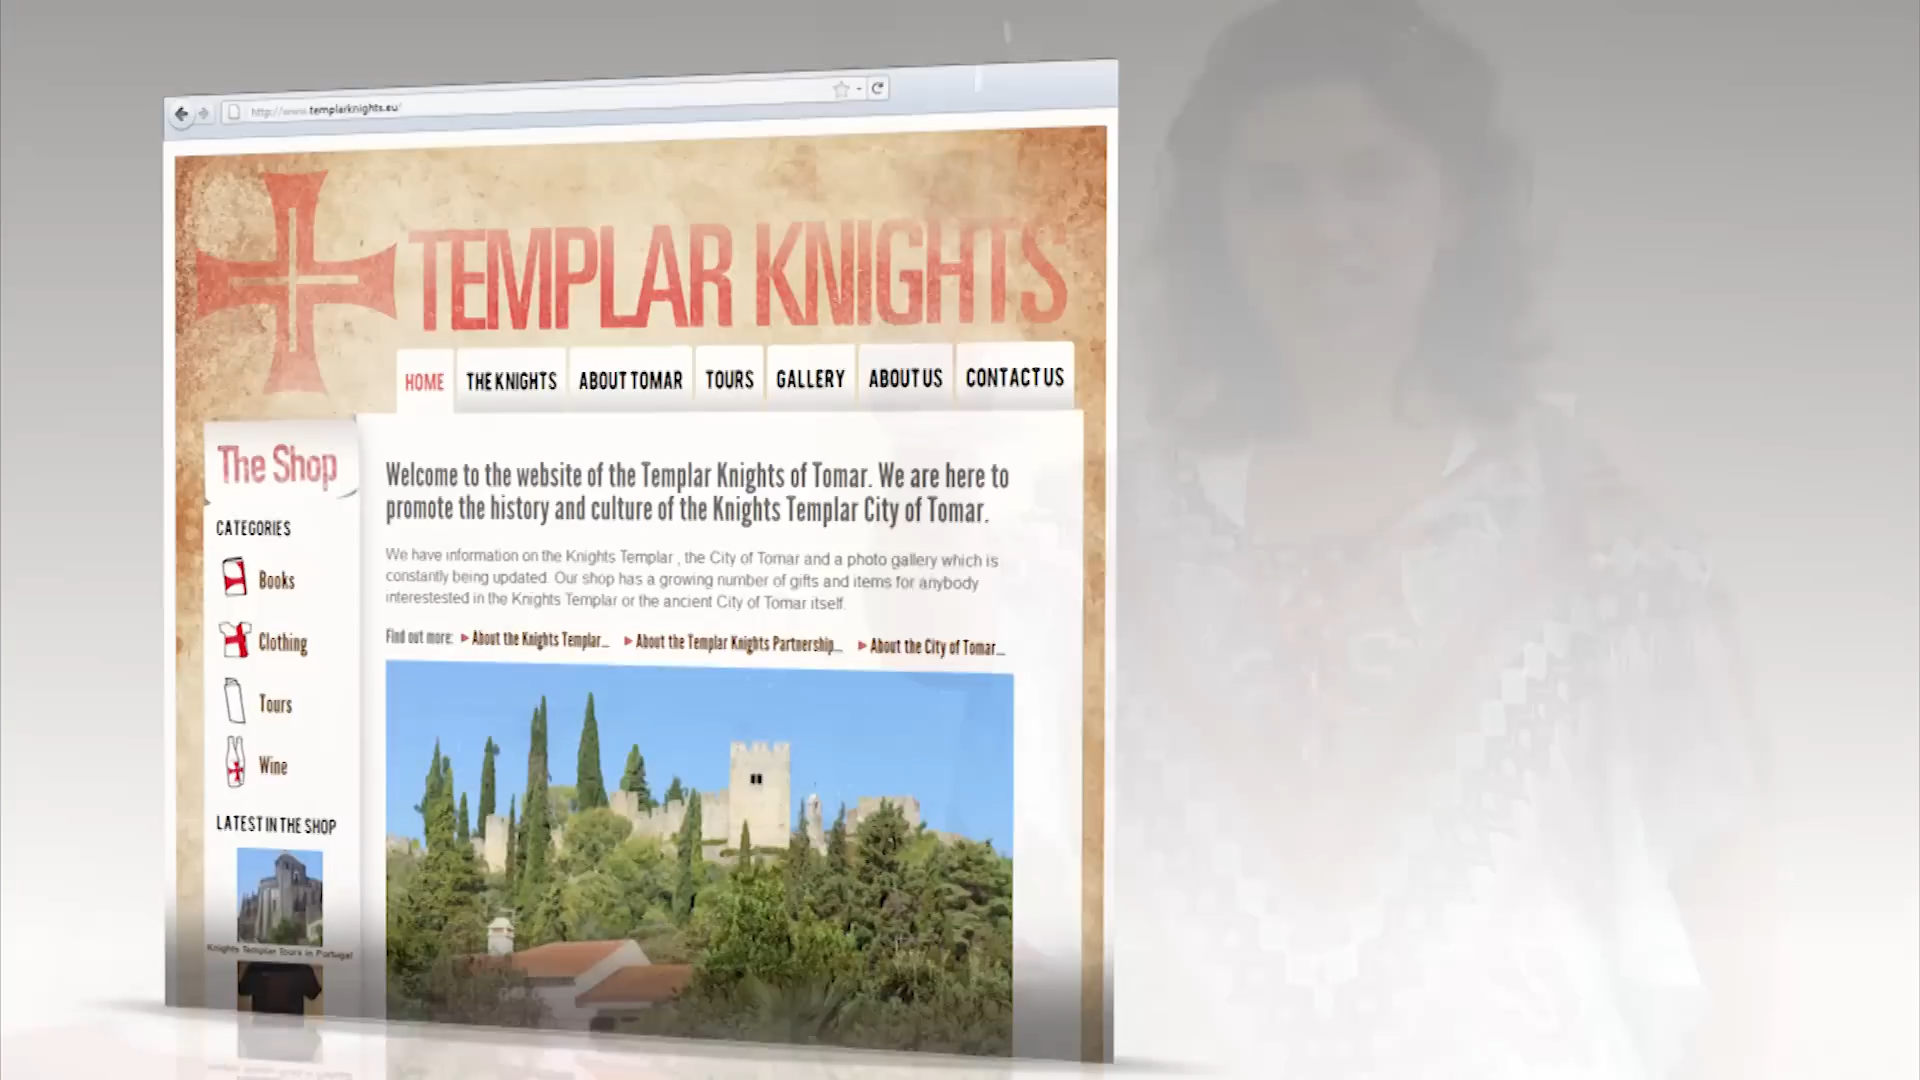 http://www.templarknights.eu/
TEMPLAR KNIGHTS
HOME THE KNIGHTS ABOUT TOMAR TOURS GALLERY ABOUT US CONTACT US
The Shop
CATEGORIES
Books
Clothing
Tours
Wine
LATEST IN THE SHOP
Knights Templar Tours in Portugal
Welcome to the website of the Templar Knights of Tomar. We are here to
promote the history and culture of the Knights Templar City of Tomar.
We have information on the Knights Templar , the City of Tomar and a photo gallery which is
constantly being updated. Our shop has a growing number of gifts and items for anybody
interestested in the Knights Templar or the ancient City of Tomar itself.
Find out more: About the Knights Templar... About the Templar Knights Partnership... About the City of Tomar...